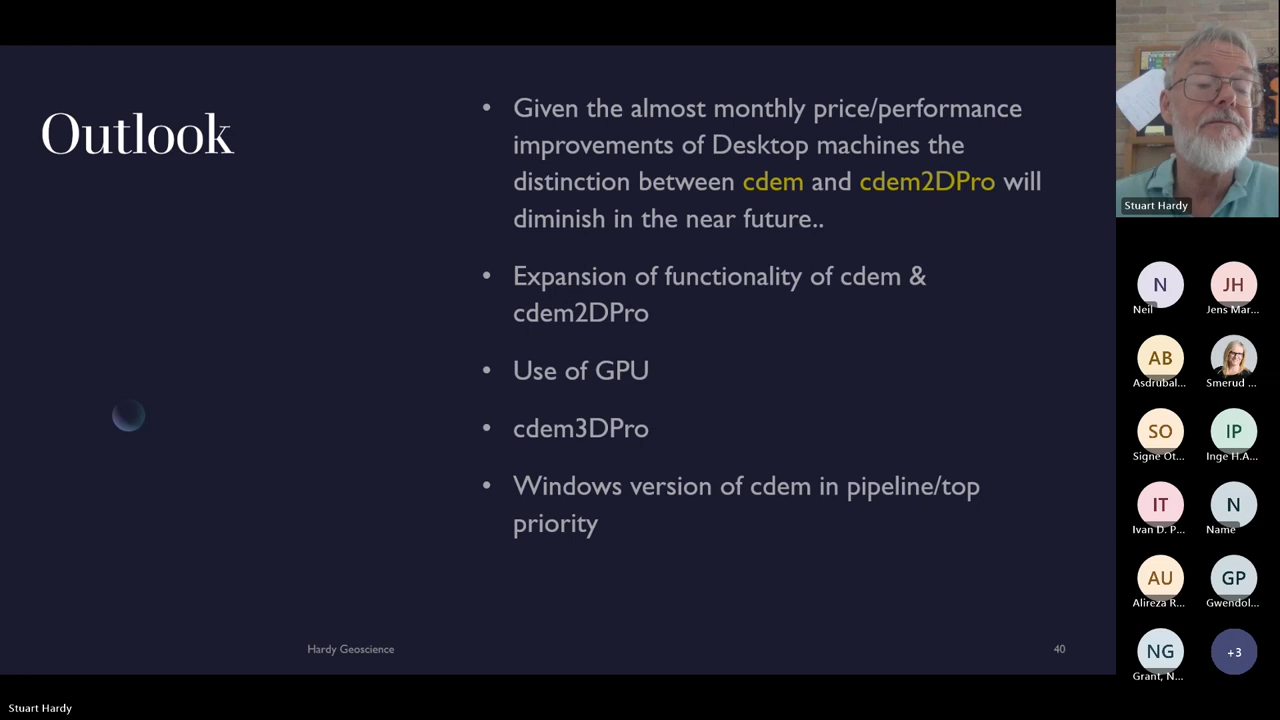 Outlook
• Given the almost monthly price/performance
improvements of Desktop machines the
distinction between cdem and cdem2DPro will
diminish in the near future..
• Expansion of functionality of cdem &
cdem2DPro
• Use of GPU
• cdem3DPro
• Windows version of cdem in pipeline/top
priority
Hardy Geoscience
40
Stuart Hardy
N
Neil
JH
Jens Mar...
AB
Asdrubal...
Smerud ...
SO
Signe Ot...
IP
Inge H.A...
IT
Ivan D. P...
N
Name
AU
Alireza R...
GP
Gwendol...
NG
Grant, N...
+3
Stuart Hardy